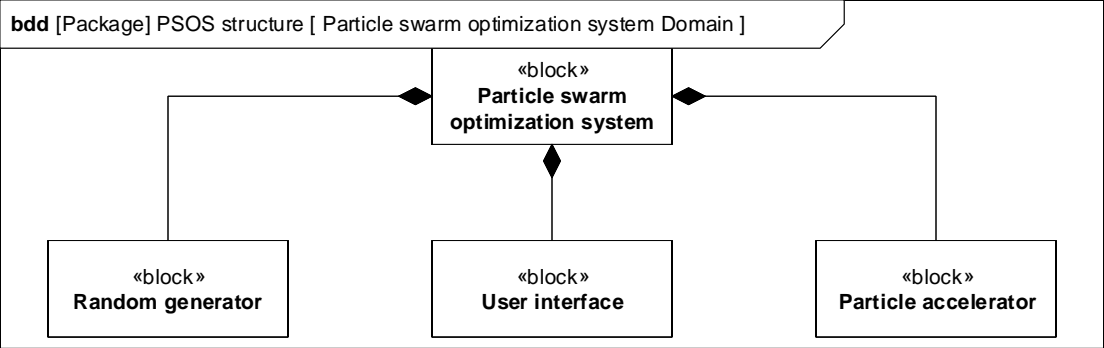 bdd [Package] PSOS structure [ Particle swarm optimization system Domain ]
«block»
Particle swarm
optimization system
«block»
Random generator
«block»
User interface
«block»
Particle accelerator